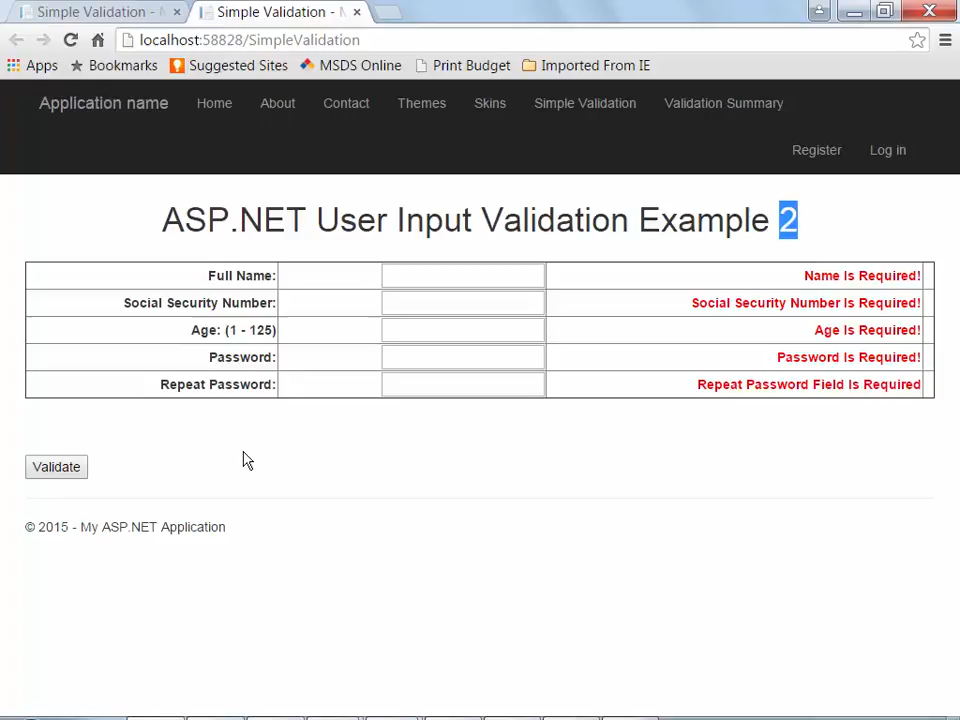 Simple Validation - M
Simple Validation - M
localhost:58828/SimpleValidation
Apps Bookmarks Suggested Sites MSDS Online Print Budget Imported From IE
Application name Home About Contact Themes Skins Simple Validation Validation Summary
Register Log in
ASP.NET User Input Validation Example 2
Full Name: Name Is Required!
Social Security Number: Social Security Number Is Required!
Age: (1 - 125) Age Is Required!
Password: Password Is Required!
Repeat Password: Repeat Password Field Is Required
Validate
© 2015 - My ASP.NET Application